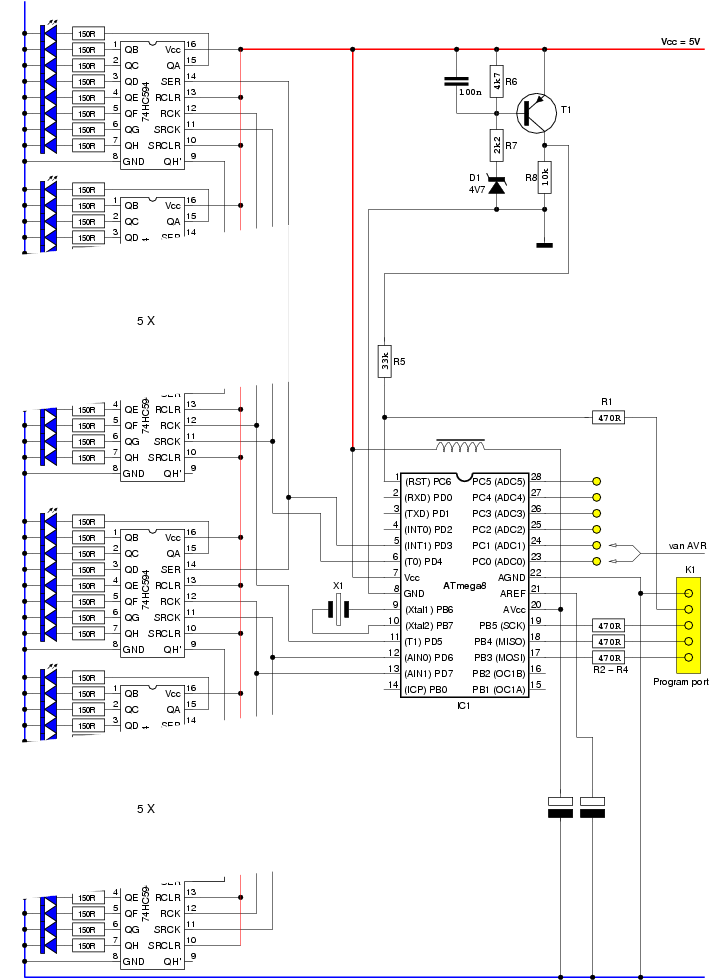 Vcc = 5V
150R 1 QB Vcc 16
150R 2 QC QA 15
150R 3 QD SER 14
150R 4 QE RCLR 13
150R 5 QF RCK 12
150R 6 QG SRCK 11
150R 7 QH SRCLR 10
150R 8 GND QH' 9
74HC594
100n
4k7 R6
T1
2k2 R7
D1
4V7
R8 10k
150R 1 QB Vcc 16
150R 2 QC QA 15
150R 3 QD SER 14
150R
5 X
33k R5
R1
470R
150R 4 QE RCLR 13
150R 5 QF RCK 12
150R 6 QG SRCK 11
150R 7 QH SRCLR 10
8 GND QH' 9
74HC59
1 (RST) PC6 PC5 (ADC5) 28
2 (RXD) PD0 PC4 (ADC4) 27
3 (TXD) PD1 PC3 (ADC3) 26
4 (INT0) PD2 PC2 (ADC2) 25
5 (INT1) PD3 PC1 (ADC1) 24
6 (T0) PD4 PC0 (ADC0) 23
7 Vcc AGND 22
8 GND AREF 21
9 (Xtal1) PB6 AVcc 20
10 (Xtal2) PB7 PB5 (SCK) 19
11 (T1) PD5 PB4 (MISO) 18
12 (AIN0) PD6 PB3 (MOSI) 17
13 (AIN1) PD7 PB2 (OC1B) 16
14 (ICP) PB0 PB1 (OC1A) 15
ATmega8
IC1
X1
van AVR
K1
470R
470R
470R
R2 - R4
Program port
150R 1 QB Vcc 16
150R 2 QC QA 15
150R 3 QD SER 14
150R 4 QE RCLR 13
150R 5 QF RCK 12
150R 6 QG SRCK 11
150R 7 QH SRCLR 10
150R 8 GND QH' 9
74HC594
150R 1 QB Vcc 16
150R 2 QC QA 15
150R 3 QD SER 14
150R
5 X
150R 4 QE RCLR 13
150R 5 QF RCK 12
150R 6 QG SRCK 11
150R 7 QH SRCLR 10
8 GND QH' 9
74HC59